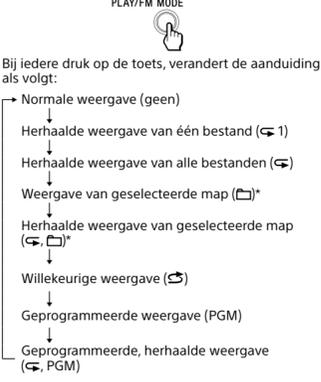 PLAY/FM MODE
Bij iedere druk op de toets, verandert de aanduiding
als volgt:
Normale weergave (geen)
Herhaalde weergave van één bestand (1)
Herhaalde weergave van alle bestanden ()
Weergave van geselecteerde map ()*
Herhaalde weergave van geselecteerde map
(, )*
Willekeurige weergave ()
Geprogrammeerde weergave (PGM)
Geprogrammeerde, herhaalde weergave
(, PGM)